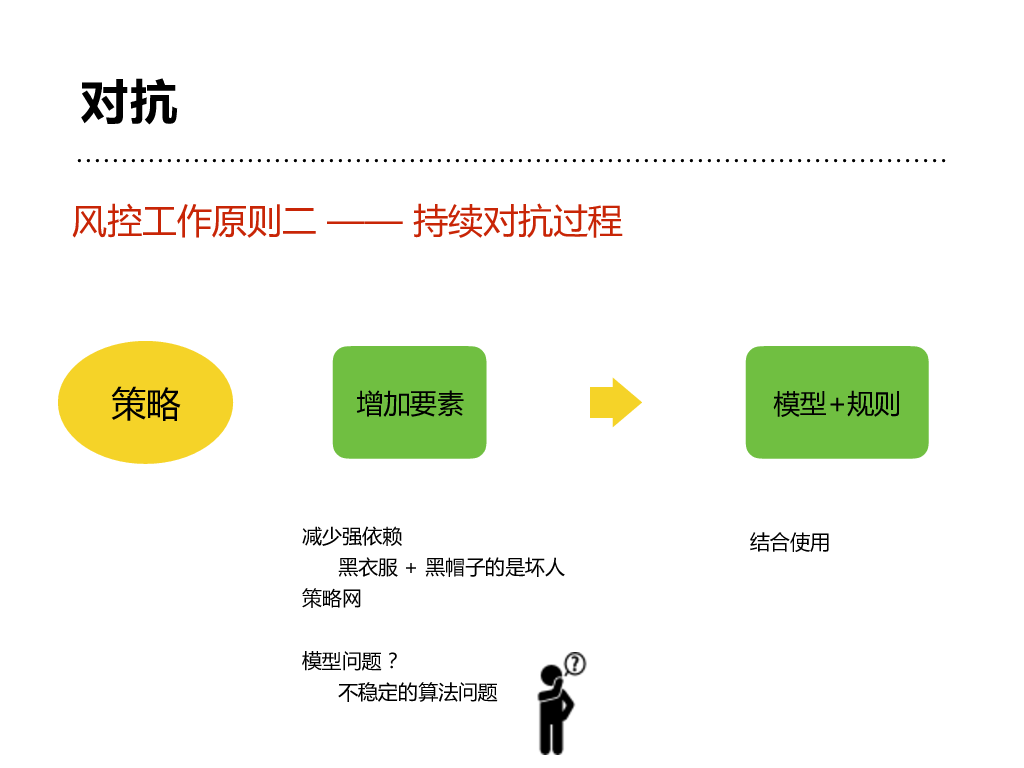 对抗
风控工作原则二 —— 持续对抗过程
策略
增加要素
模型+规则
减少强依赖
黑衣服 + 黑帽子的是坏人
策略网
模型问题？
不稳定的算法问题
?
结合使用